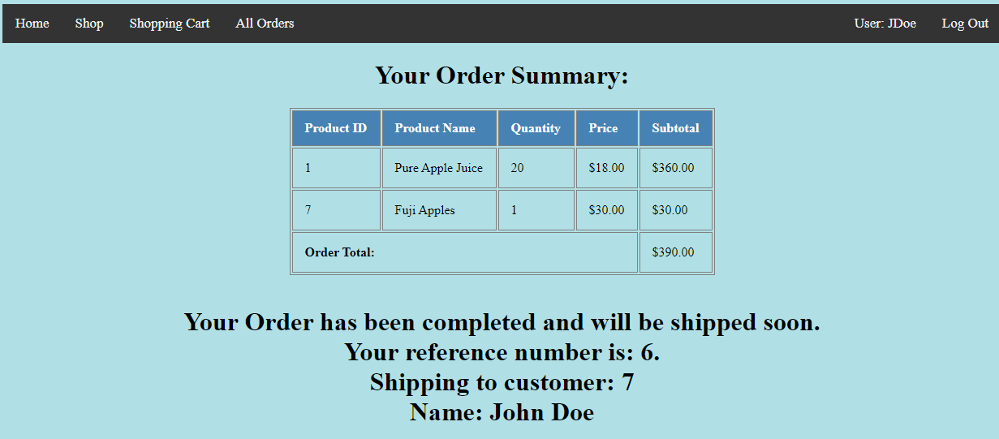 Home Shop Shopping Cart All Orders User: JDoe Log Out
Your Order Summary:
Product ID Product Name Quantity Price Subtotal
1 Pure Apple Juice 20 $18.00 $360.00
7 Fuji Apples 1 $30.00 $30.00
Order Total: $390.00
Your Order has been completed and will be shipped soon.
Your reference number is: 6.
Shipping to customer: 7
Name: John Doe